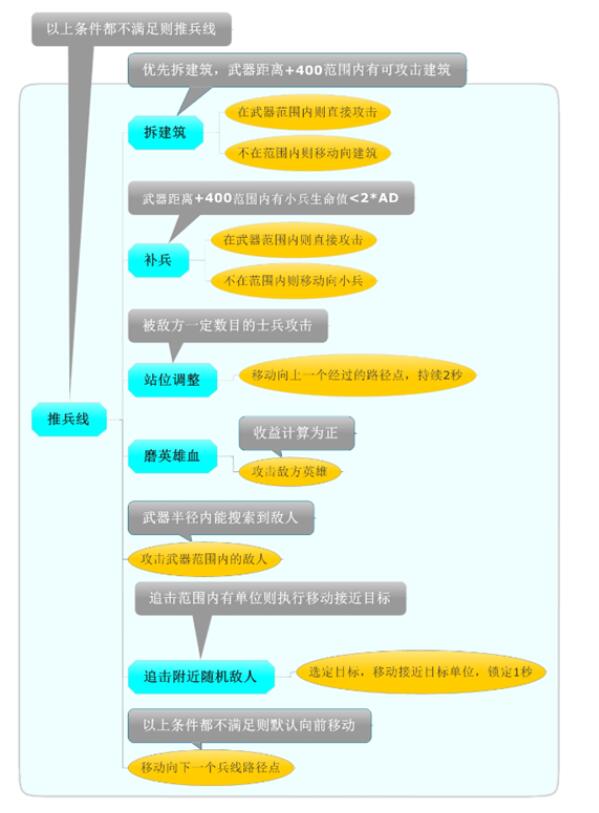 以上条件都不满足则推兵线
优先拆建筑，武器距离+400范围内有可攻击建筑
在武器范围内则直接攻击
拆建筑
不在范围内则移动向建筑
武器距离+400范围内有小兵生命值<2*AD
在武器范围内则直接攻击
补兵
不在范围内则移动向小兵
被敌方一定数目的士兵攻击
站位调整
移动向上一个经过的路径点，持续2秒
推兵线
收益计算为正
磨英雄血
攻击敌方英雄
武器半径内能搜索到敌人
攻击武器范围内的敌人
追击范围内有单位则执行移动接近目标
追击附近随机敌人
选定目标，移动接近目标单位，锁定1秒
以上条件都不满足则默认向前移动
移动向下一个兵线路径点